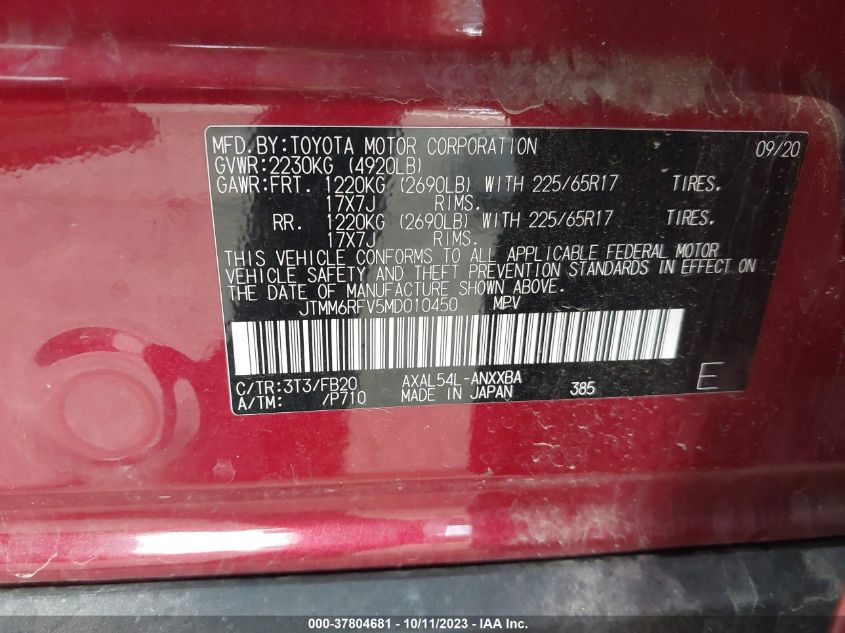 MFD.BY:TOYOTA MOTOR CORPORATION 09/20
GVWR:2230KG (4920LB)
GAWR:FRT. 1220KG (2690LB) WITH 225/65R17 TIRES.
17X7J RIMS.
RR. 1220KG (2690LB) WITH 225/65R17 TIRES.
17X7J RIMS.
THIS VEHICLE CONFORMS TO ALL APPLICABLE FEDERAL MOTOR
VEHICLE SAFETY AND THEFT PREVENTION STANDARDS IN EFFECT ON
THE DATE OF MANUFACTURE SHOWN ABOVE.
JTMM6RFV5MD010450 MPV
C/TR:3T3/FB20 AXAL54L-ANXXBA 385 E
A/TM: /P710 MADE IN JAPAN
000-37804681 - 10/11/2023 - IAA Inc.